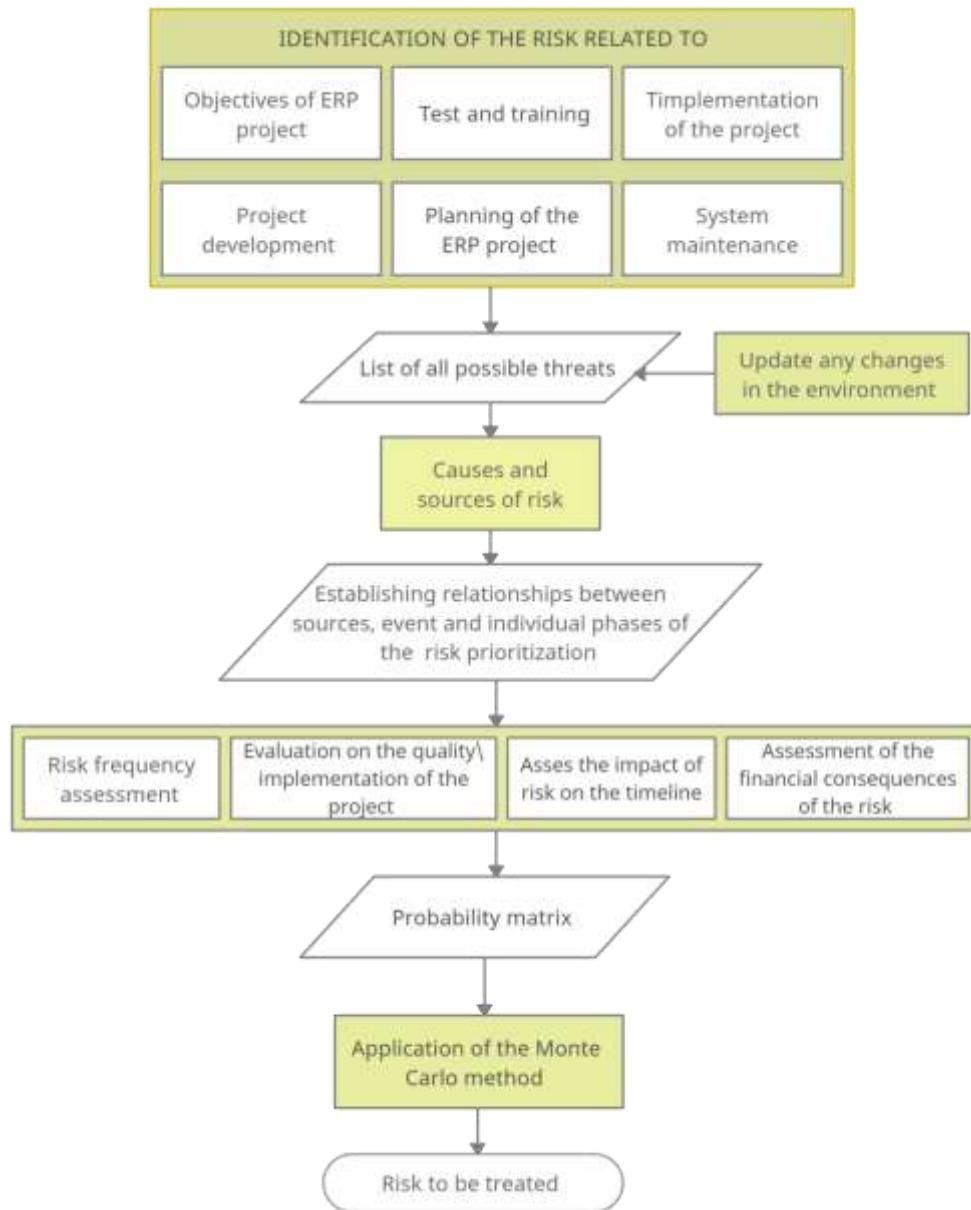 IDENTIFICATION OF THE RISK RELATED TO
Objectives of ERP
project
Test and training
Timplementation
of the project
Project
development
Planning of the
ERP project
System
maintenance
List of all possible threats
Update any changes
in the environment
Causes and
sources of risk
Establishing relationships between
sources, event and individual phases of
the risk prioritization
Risk frequency
assessment
Evaluation on the quality\
implementation of the
project
Asses the impact of
risk on the timeline
Assessment of the
financial consequences
of the risk
Probability matrix
Application of the Monte
Carlo method
Risk to be treated